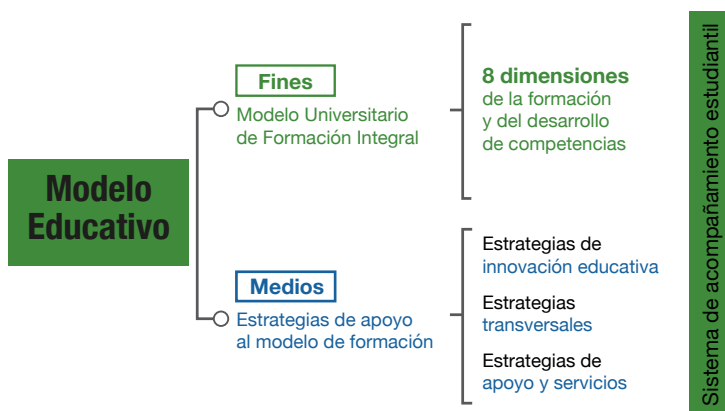 Modelo
Educativo
Fines
Modelo Universitario
de Formación Integral
8 dimensiones
de la formación
y del desarrollo
de competencias
Medios
Estrategias de apoyo
al modelo de formación
Estrategias de
innovación educativa
Estrategias
transversales
Estrategias de
apoyo y servicios
Sistema de acompañamiento estudiantil